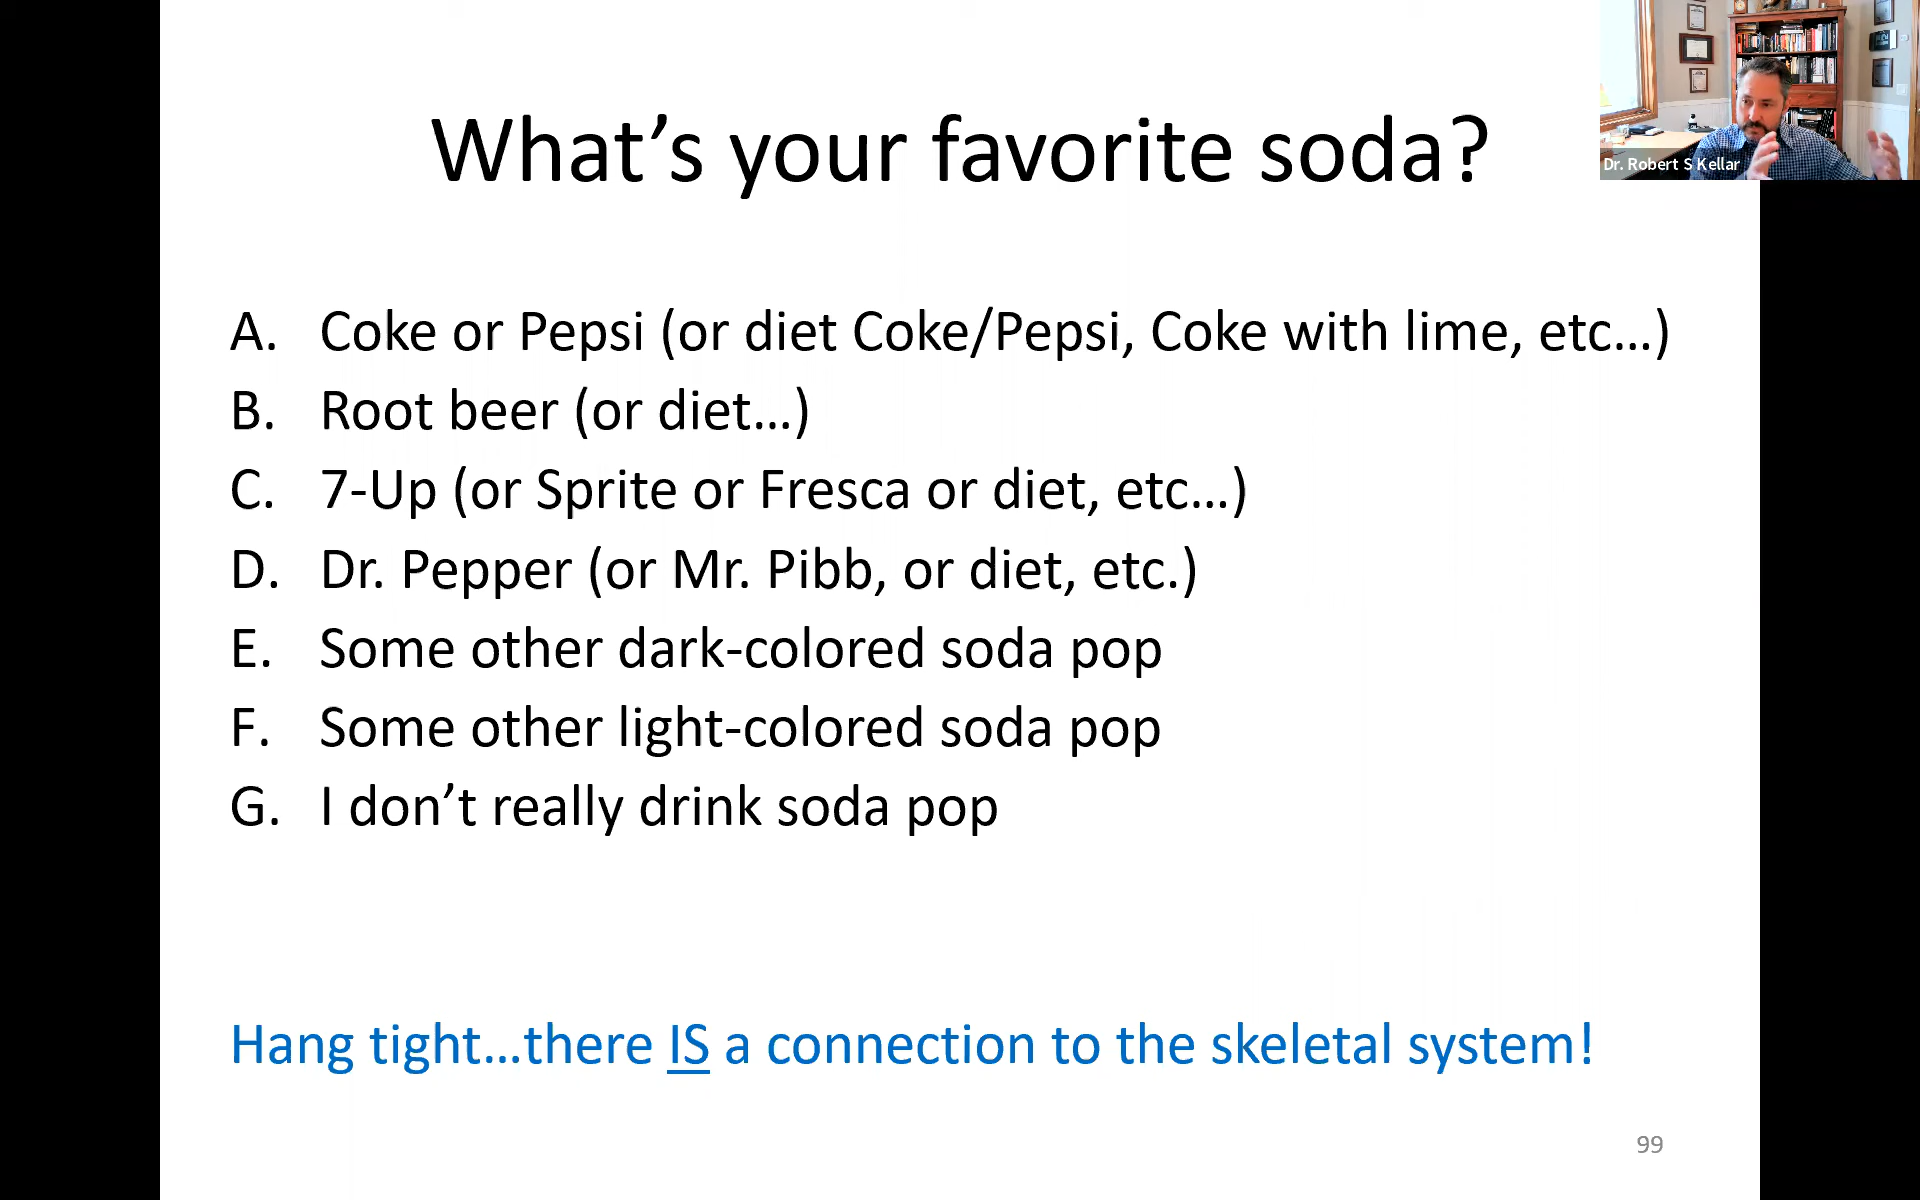 What’s your favorite soda?
Dr. Robert S Kellar
A. Coke or Pepsi (or diet Coke/Pepsi, Coke with lime, etc…)
B. Root beer (or diet…)
C. 7-Up (or Sprite or Fresca or diet, etc…)
D. Dr. Pepper (or Mr. Pibb, or diet, etc.)
E. Some other dark-colored soda pop
F. Some other light-colored soda pop
G. I don’t really drink soda pop
Hang tight…there IS a connection to the skeletal system!
99